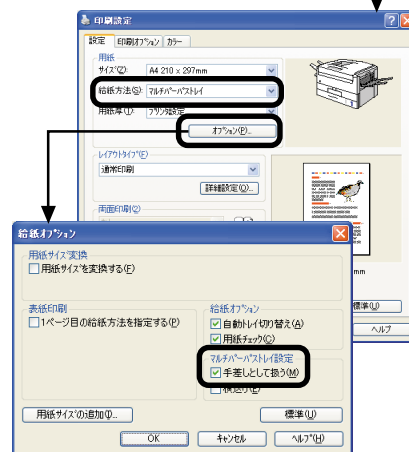 印刷設定
設定 印刷オプション カラー
用紙
サイズ(Z): A4 210 × 297mm
給紙方法(S): マルチパーパストレイ
用紙厚(T): プリンタ設定
オプション(P)...
レイアウトタイプ(E)
通常印刷
詳細設定(O)...
両面印刷(2)
mm
標準(U)
ヘルプ
給紙オプション
用紙サイズ変換
用紙サイズを変換する(F)
表紙印刷
1ページ目の給紙方法を指定する(P)
給紙オプション
自動トレイ切り替え(A)
用紙チェック(C)
マルチパーパストレイ設定
手差しとして扱う(M)
横送り(E)
用紙サイズの追加(I)...
標準(U)
OK キャンセル ヘルプ(H)